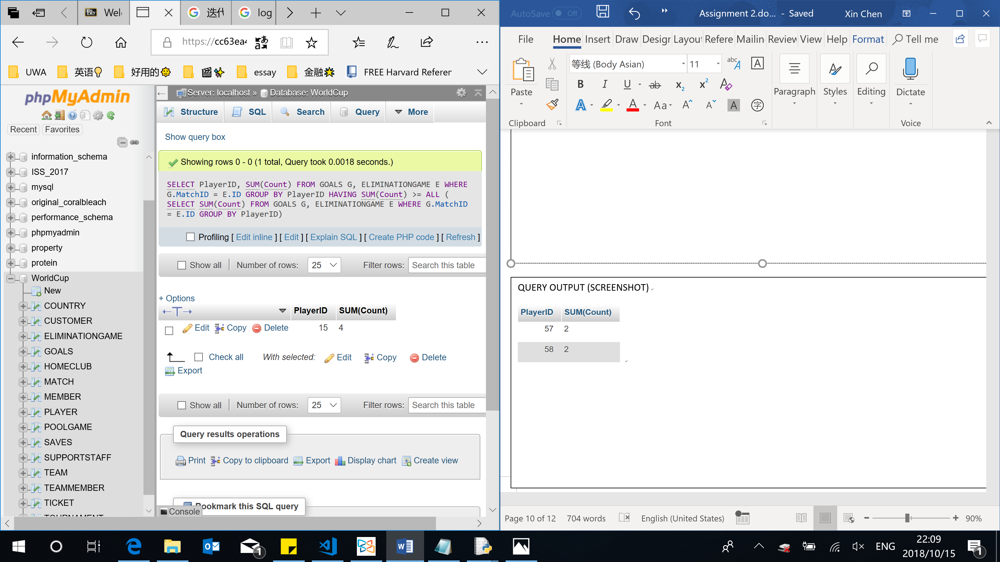 Wel
迭代
log
https://cc63ea4
UWA
英语
好用的
essay
金融
FREE Harvard Referer
phpMyAdmin
Recent
Favorites
information_schema
ISS_2017
mysql
original_coralbleach
performance_schema
phpmyadmin
property
protein
WorldCup
New
COUNTRY
CUSTOMER
ELIMINATIONGAME
GOALS
HOMECLUB
MATCH
MEMBER
PLAYER
POOLGAME
SAVES
SUPPORTSTAFF
TEAM
TEAMMEMBER
TICKET
TOURNAMENT
Server: localhost » Database: WorldCup
Structure SQL Search Query More
Show query box
Showing rows 0 - 0 (1 total, Query took 0.0018 seconds.)
SELECT PlayerID, SUM(Count) FROM GOALS G, ELIMINATIONGAME E WHERE
G.MatchID = E.ID GROUP BY PlayerID HAVING SUM(Count) >= ALL (
SELECT SUM(Count) FROM GOALS G, ELIMINATIONGAME E WHERE G.MatchID
= E.ID GROUP BY PlayerID)
Profiling [ Edit inline ] [ Edit ] [ Explain SQL ] [ Create PHP code ] [ Refresh ]
Show all Number of rows: 25 Filter rows: Search this table
+ Options
←T→ PlayerID SUM(Count)
Edit Copy Delete 15 4
Check all With selected: Edit Copy Delete
Export
Show all Number of rows: 25 Filter rows: Search this table
Query results operations
Print Copy to clipboard Export Display chart Create view
Bookmark this SQL query
Console
AutoSave Off
Assignment 2.do... - Saved
Xin Chen
File Home Insert Draw Design Layout Refere Mailin Review View Help Format Tell me
Paste
Clipboard
等线 (Body Asian) 11
abc A A
B I U ab x₂ x² A
A A Aa A A A 字
Font
Paragraph
Styles
Editing
Dictate
Voice
QUERY OUTPUT (SCREENSHOT)
PlayerID SUM(Count)
57 2
58 2
Page 10 of 12 704 words English (United States) 90%
1
ENG
22:09
2018/10/15
1